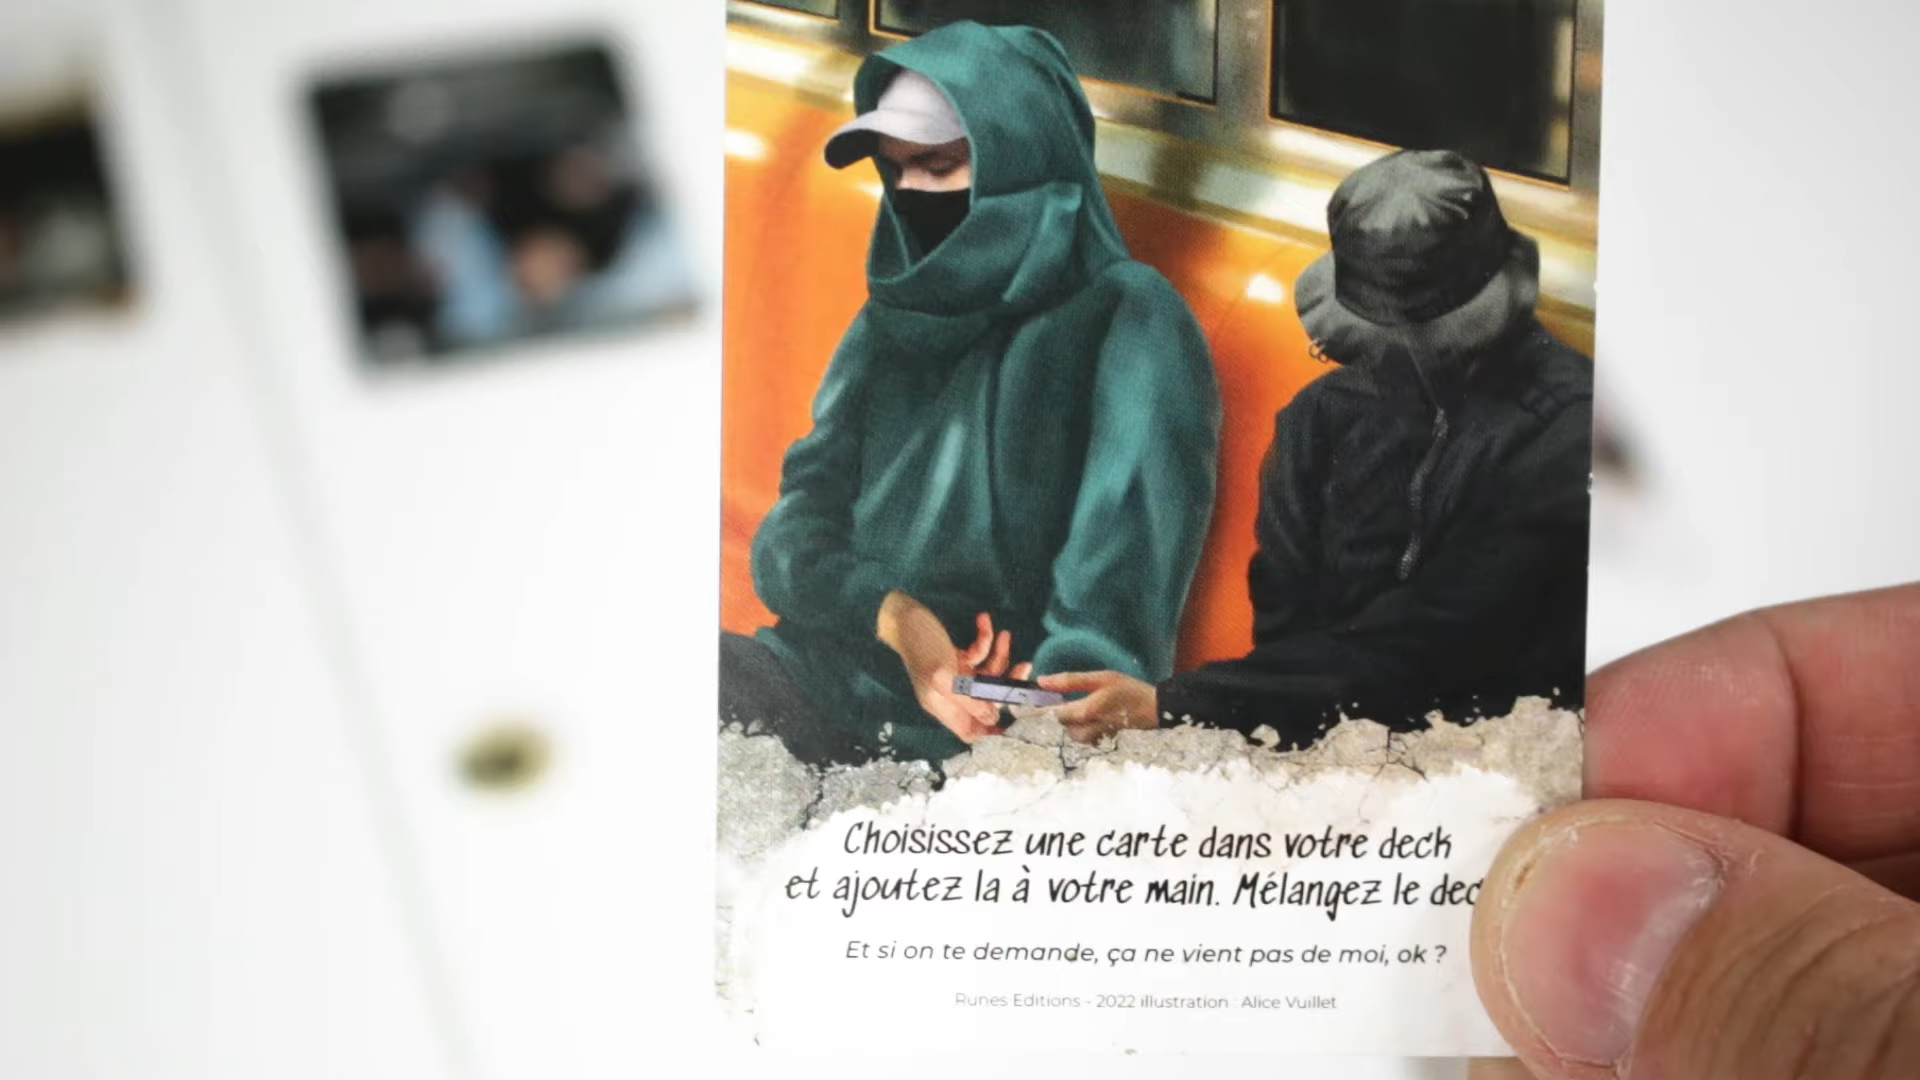 Choisissez une carte dans votre deck
et ajoutez la à votre main. Mélangez le dec
Et si on te demande, ça ne vient pas de moi, ok ?
Runes Editions - 2022 illustration : Alice Vuillet